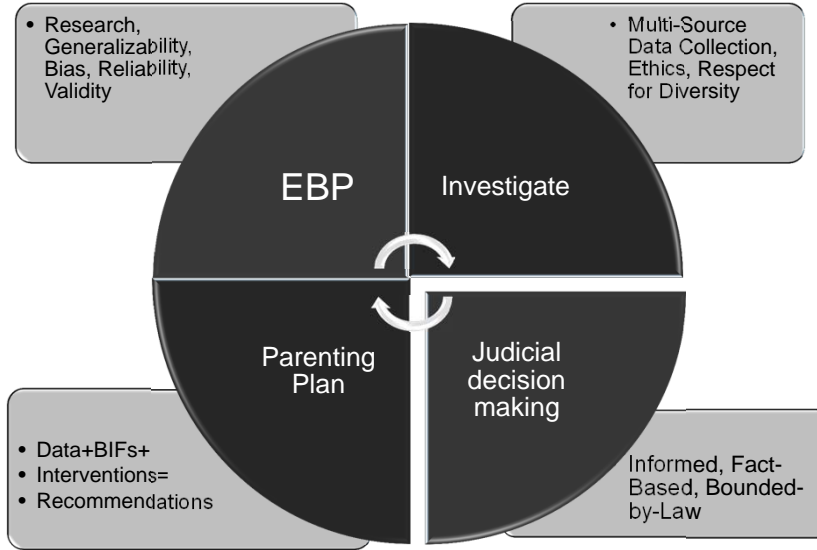 • Research,
Generalizability,
Bias, Reliability,
Validity
• Multi-Source
Data Collection,
Ethics, Respect
for Diversity
EBP
Investigate
Parenting
Plan
Judicial
decision
making
• Data+BIFs+
• Interventions=
• Recommendations
Informed, Fact-
Based, Bounded-
by-Law